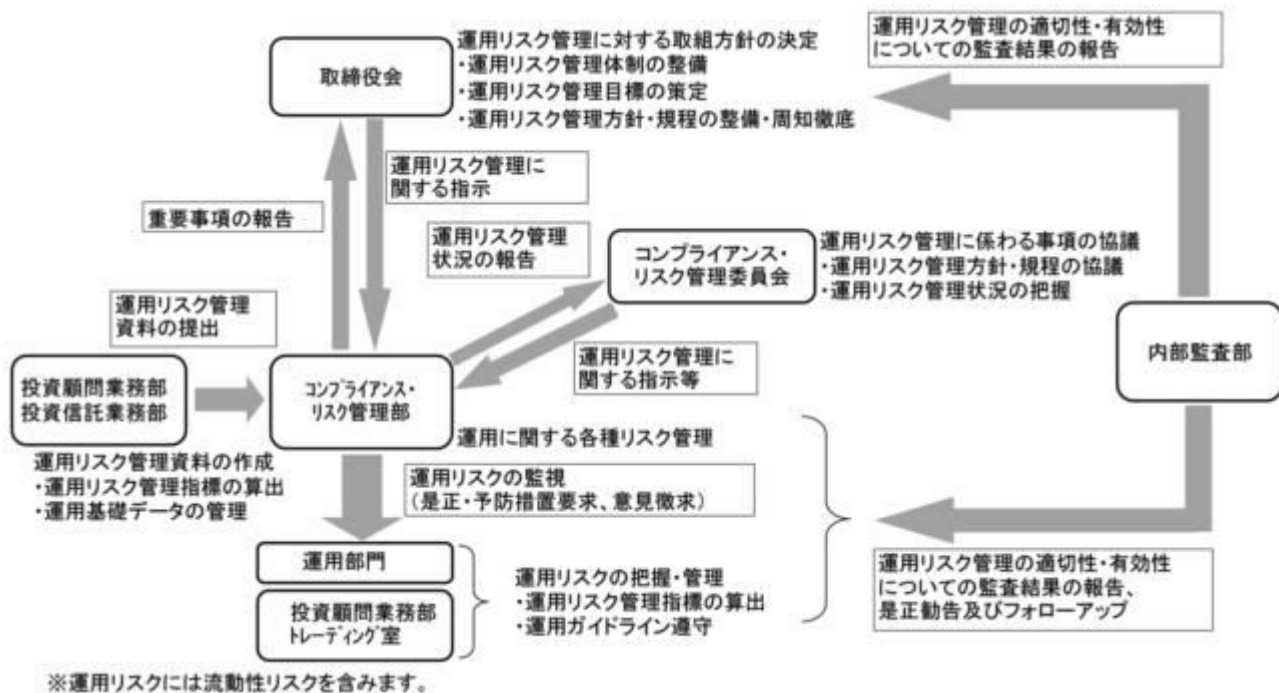 取締役会
運用リスク管理に対する取組方針の決定
・運用リスク管理体制の整備
・運用リスク管理目標の策定
・運用リスク管理方針・規程の整備・周知徹底
運用リスク管理の適切性・有効性
についての監査結果の報告
運用リスク管理に
関する指示
重要事項の報告
運用リスク管理
状況の報告
コンプライアンス・
リスク管理委員会
運用リスク管理に係わる事項の協議
・運用リスク管理方針・規程の協議
・運用リスク管理状況の把握
運用リスク管理
資料の提出
運用リスク管理に
関する指示等
内部監査部
投資顧問業務部
投資信託業務部
コンプライアンス・
リスク管理部
運用に関する各種リスク管理
運用リスク管理資料の作成
・運用リスク管理指標の算出
・運用基礎データの管理
運用リスクの監視
(是正・予防措置要求、意見徴求)
運用部門
投資顧問業務部
トレーディング室
運用リスクの把握・管理
・運用リスク管理指標の算出
・運用ガイドライン遵守
運用リスク管理の適切性・有効性
についての監査結果の報告、
是正勧告及びフォローアップ
※運用リスクには流動性リスクを含みます。